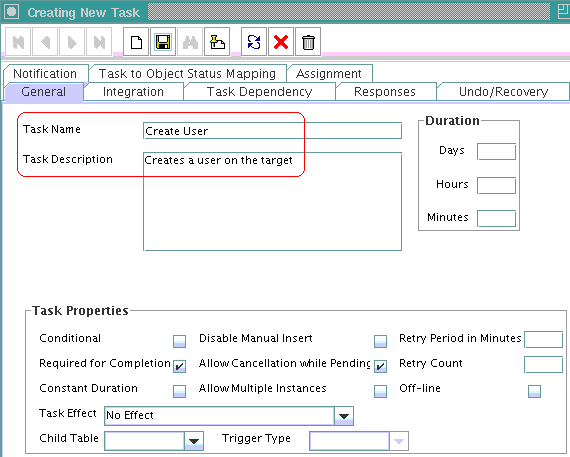 Creating New Task
Notification Task to Object Status Mapping Assignment
General Integration Task Dependency Responses Undo/Recovery
Task Name Create User
Task Description Creates a user on the target
Duration
Days
Hours
Minutes
Task Properties
Conditional Disable Manual Insert Retry Period in Minutes
Required for Completion Allow Cancellation while Pending Retry Count
Constant Duration Allow Multiple Instances Off-line
Task Effect No Effect
Child Table Trigger Type